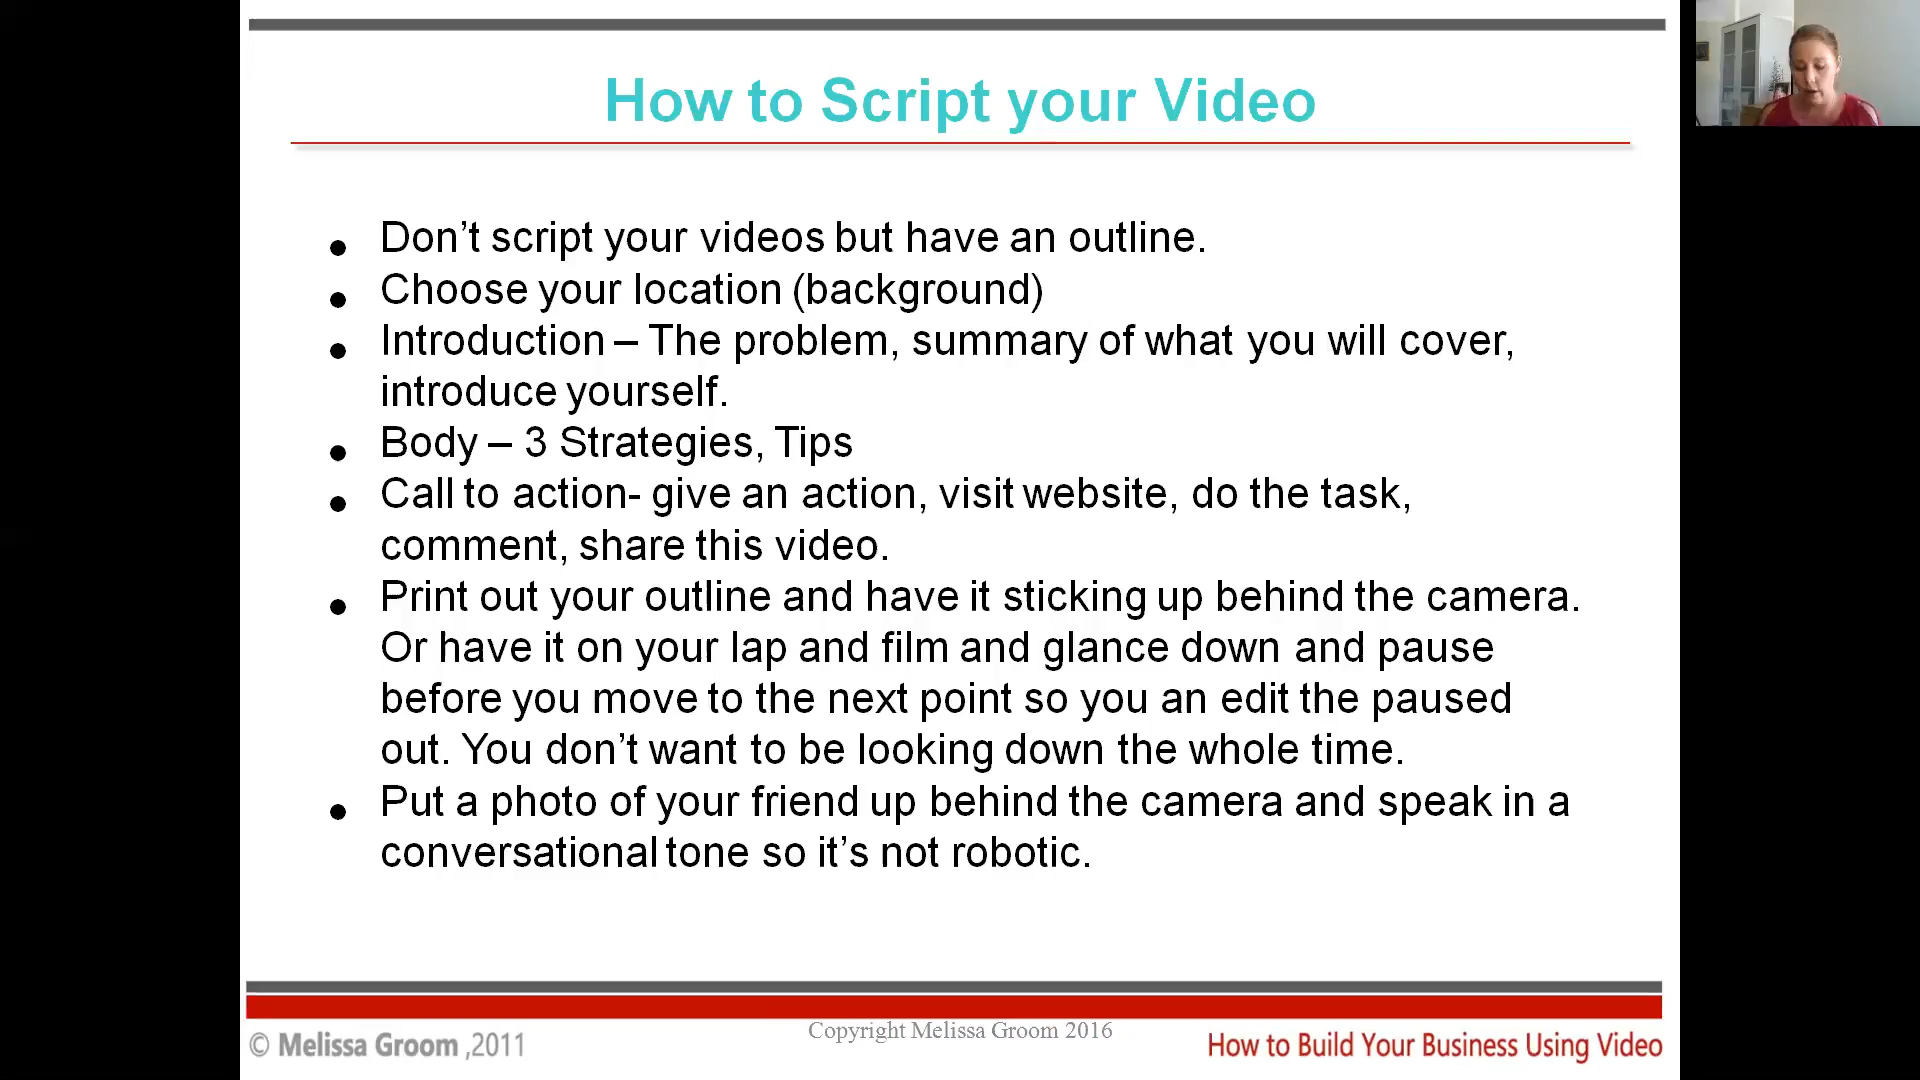 How to Script your Video
• Don’t script your videos but have an outline.
• Choose your location (background)
• Introduction – The problem, summary of what you will cover,
introduce yourself.
• Body – 3 Strategies, Tips
• Call to action- give an action, visit website, do the task,
comment, share this video.
• Print out your outline and have it sticking up behind the camera.
Or have it on your lap and film and glance down and pause
before you move to the next point so you an edit the paused
out. You don’t want to be looking down the whole time.
• Put a photo of your friend up behind the camera and speak in a
conversational tone so it’s not robotic.
Copyright Melissa Groom 2016
© Melissa Groom ,2011
How to Build Your Business Using Video